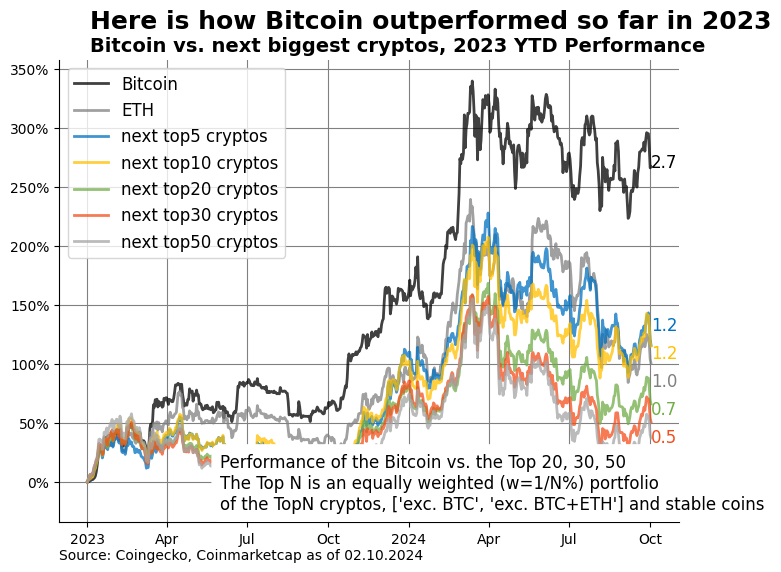 Here is how Bitcoin outperformed so far in 2023
Bitcoin vs. next biggest cryptos, 2023 YTD Performance
350%
300%
250%
200%
150%
100%
50%
0%
Bitcoin
ETH
next top5 cryptos
next top10 cryptos
next top20 cryptos
next top30 cryptos
next top50 cryptos
2.7
1.2
1.2
1.0
0.7
0.5
Performance of the Bitcoin vs. the Top 20, 30, 50
The Top N is an equally weighted (w=1/N%) portfolio
of the TopN cryptos, ['exc. BTC', 'exc. BTC+ETH'] and stable coins
2023 Apr Jul Oct 2024 Apr Jul Oct
Source: Coingecko, Coinmarketcap as of 02.10.2024